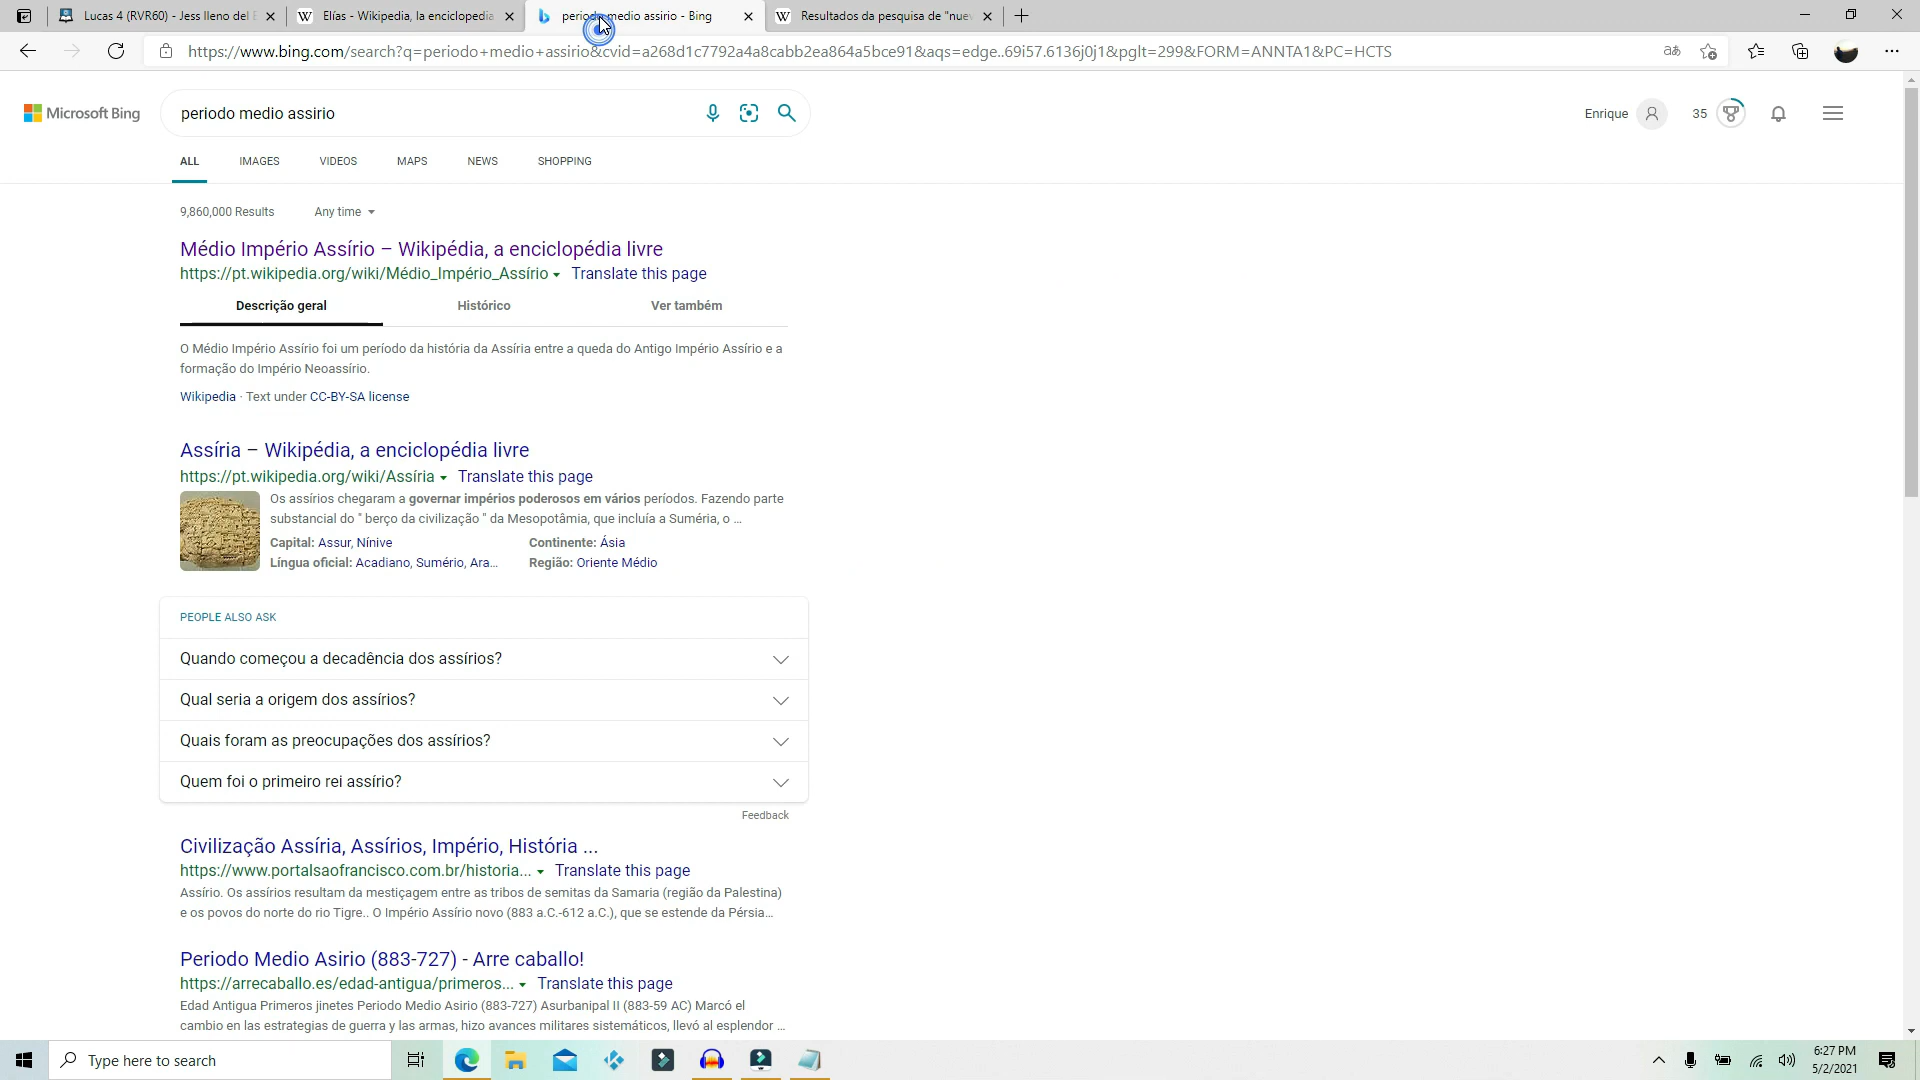 Lucas 4 (RVR60) - Jess lleno del E
Elías - Wikipedia, la enciclopedia
periodo medio assirio - Bing
Resultados da pesquisa de "nuev
https://www.bing.com/search?q=periodo+medio+assirio&cvid=a268d1c7792a4a8cabb2ea864a5bce91&aqs=edge..69i57.6136j0j1&pglt=299&FORM=ANNTA1&PC=HCTS
Microsoft Bing
periodo medio assirio
Enrique
35
ALL IMAGES VIDEOS MAPS NEWS SHOPPING
9,860,000 Results Any time
Médio Império Assírio – Wikipédia, a enciclopédia livre
https://pt.wikipedia.org/wiki/Médio_Império_Assírio Translate this page
Descrição geral Histórico Ver também
O Médio Império Assírio foi um período da história da Assíria entre a queda do Antigo Império Assírio e a
formação do Império Neoassírio.
Wikipedia · Text under CC-BY-SA license
Assíria – Wikipédia, a enciclopédia livre
https://pt.wikipedia.org/wiki/Assíria Translate this page
Os assírios chegaram a governar impérios poderosos em vários períodos. Fazendo parte
substancial do " berço da civilização " da Mesopotâmia, que incluía a Suméria, o ...
Capital: Assur, Nínive Continente: Ásia
Língua oficial: Acadiano, Sumério, Ara... Região: Oriente Médio
PEOPLE ALSO ASK
Quando começou a decadência dos assírios?
Qual seria a origem dos assírios?
Quais foram as preocupações dos assírios?
Quem foi o primeiro rei assírio?
Feedback
Civilização Assíria, Assírios, Império, História ...
https://www.portalsaofrancisco.com.br/historia... Translate this page
Assírio. Os assírios resultam da mestiçagem entre as tribos de semitas da Samaria (região da Palestina)
e os povos do norte do rio Tigre.. O Império Assírio novo (883 a.C.-612 a.C.), que se estende da Pérsia...
Periodo Medio Asirio (883-727) - Arre caballo!
https://arrecaballo.es/edad-antigua/primeros... Translate this page
Edad Antigua Primeros jinetes Periodo Medio Asirio (883-727) Asurbanipal II (883-59 AC) Marcó el
cambio en las estrategias de guerra y las armas, hizo avances militares sistemáticos, llevó al esplendor ...
Type here to search
6:27 PM
5/2/2021